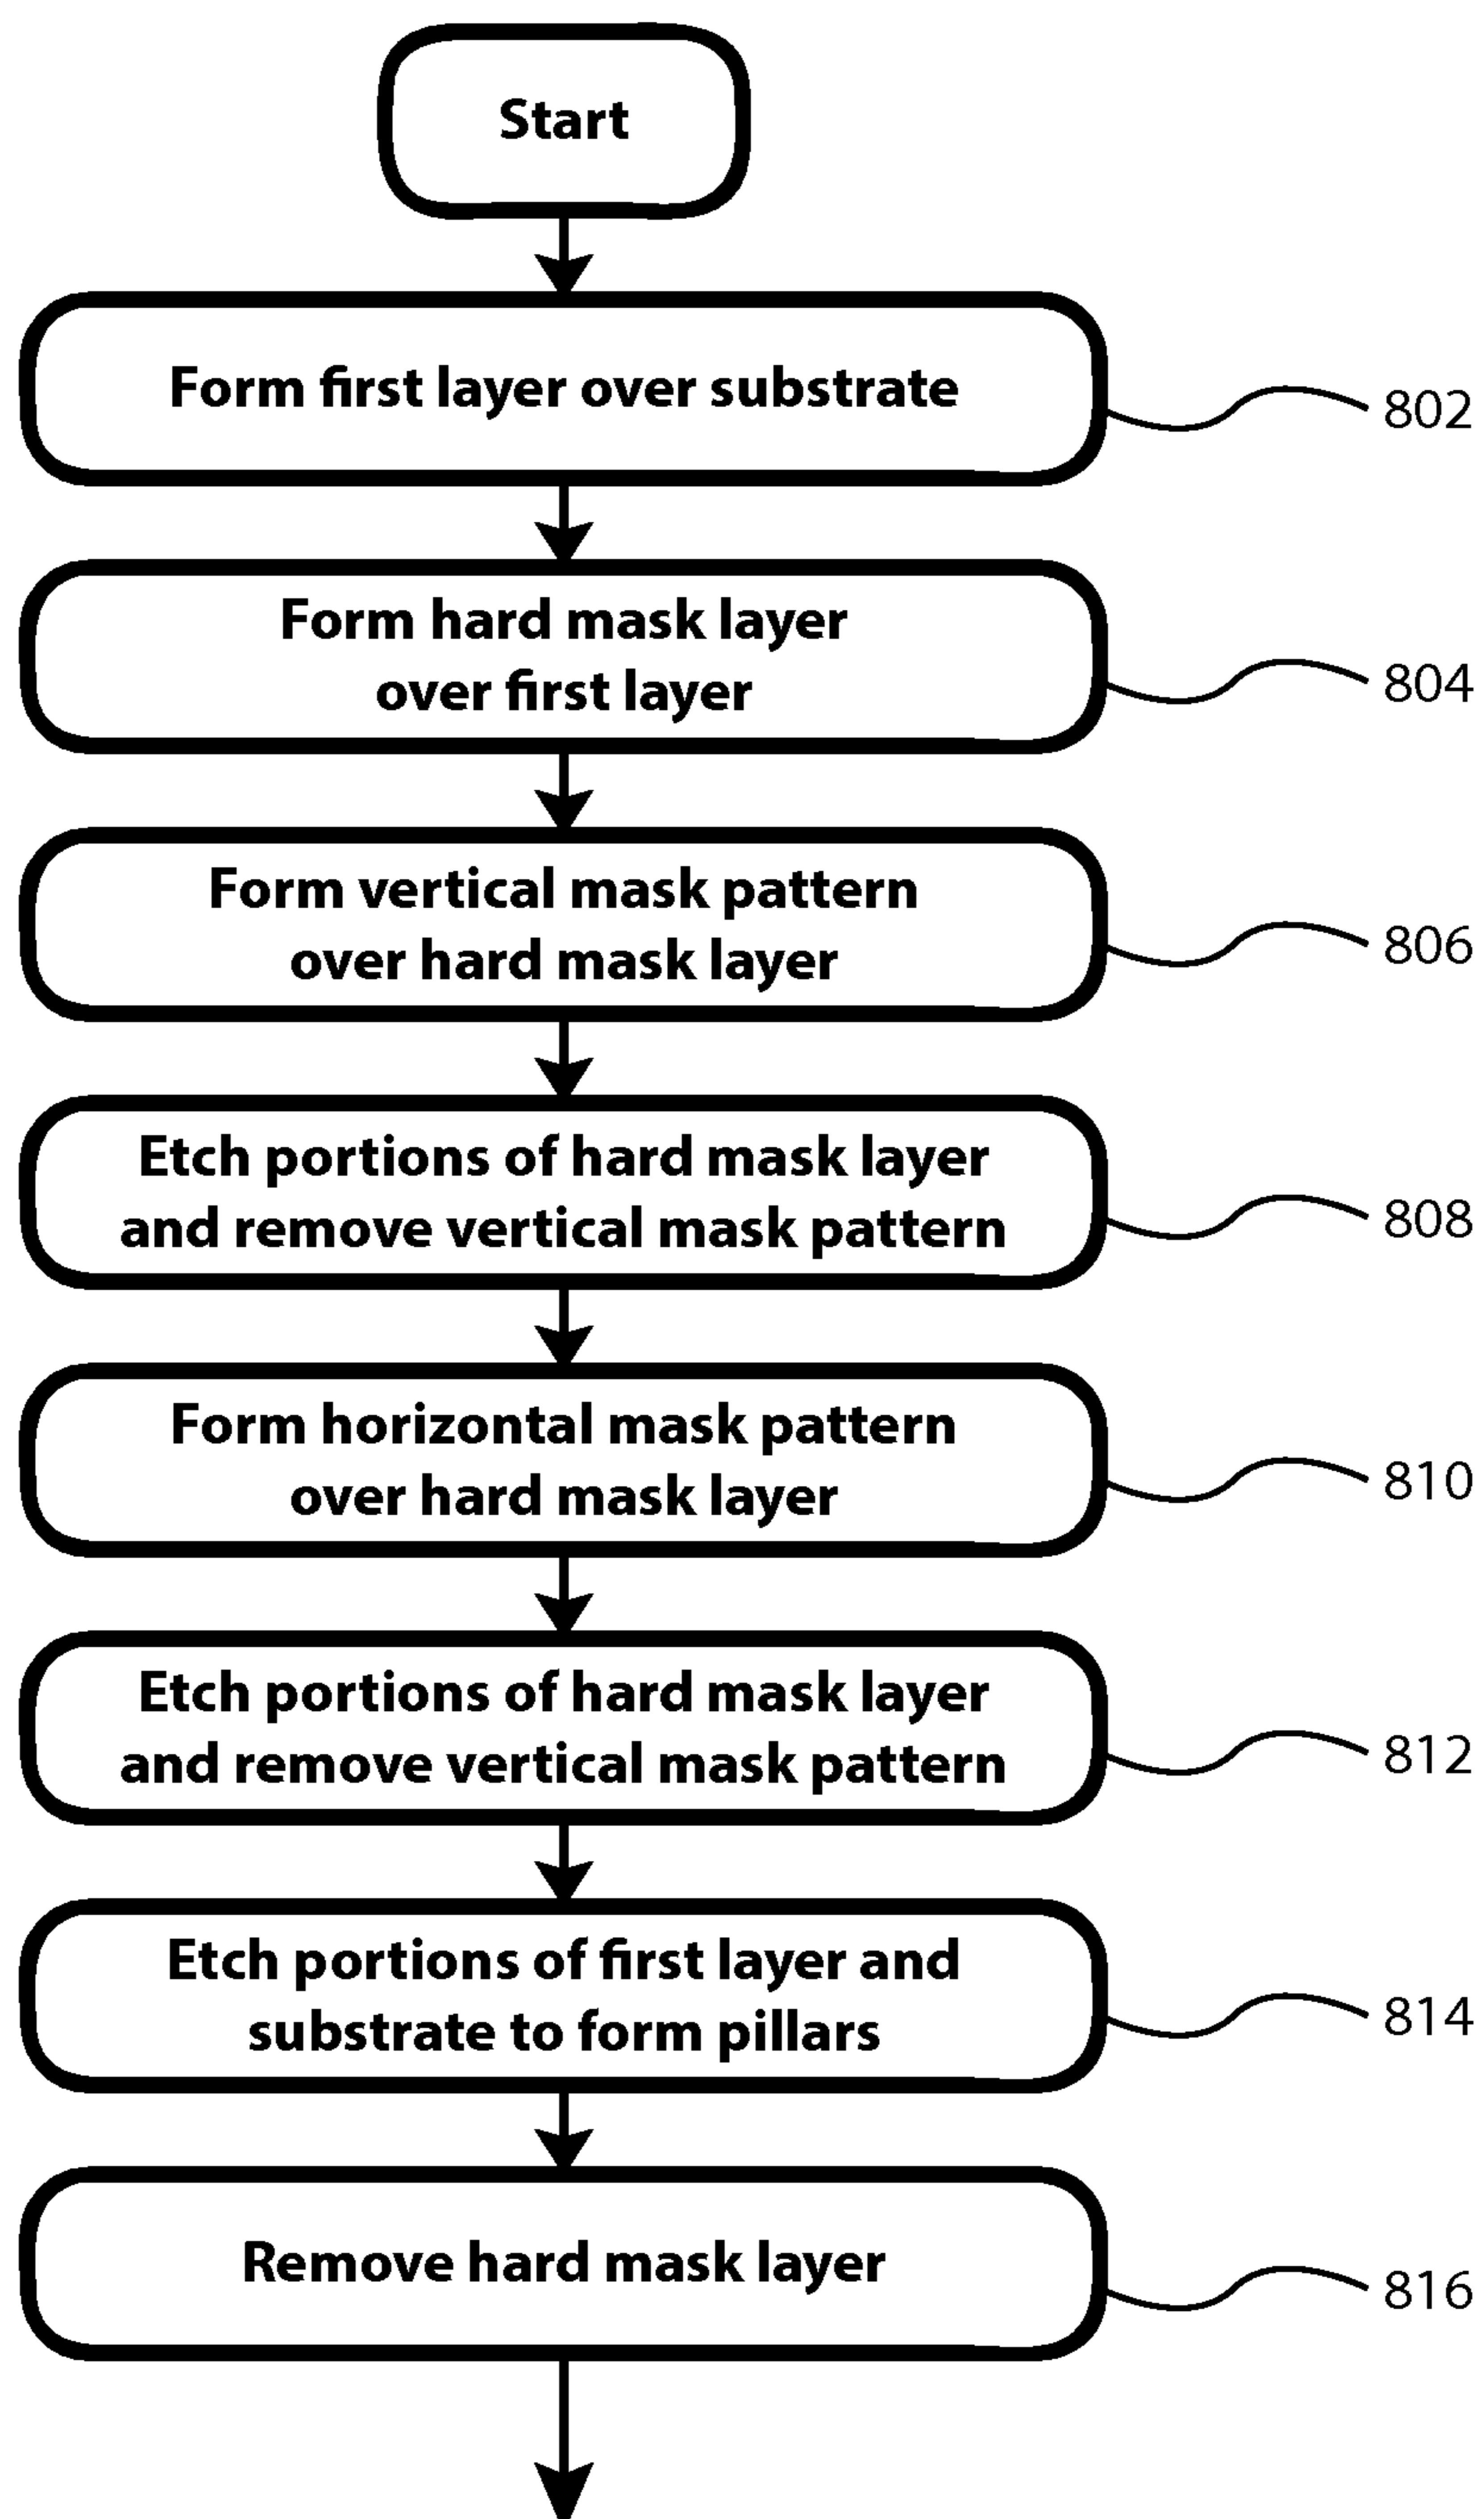 Start
Form first layer over substrate
802
Form hard mask layer
over first layer
804
Form vertical mask pattern
over hard mask layer
806
Etch portions of hard mask layer
and remove vertical mask pattern
808
Form horizontal mask pattern
over hard mask layer
810
Etch portions of hard mask layer
and remove vertical mask pattern
812
Etch portions of first layer and
substrate to form pillars
814
Remove hard mask layer
816